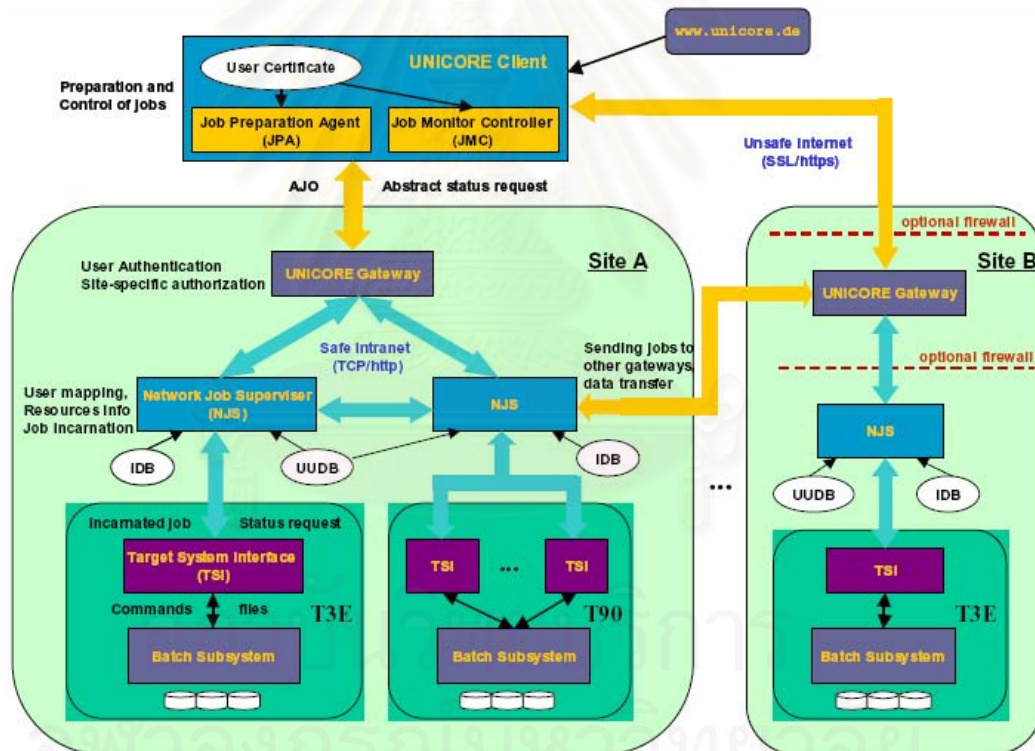 www.unicore.de
UNICORE Client
User Certificate
Preparation and
Control of jobs
Job Preparation Agent
(JPA)
Job Monitor Controller
(JMC)
Unsafe Internet
(SSL/https)
AJO
Abstract status request
optional firewall
Site A
Site B
User Authentication
Site-specific authorization
UNICORE Gateway
UNICORE Gateway
Safe Intranet
(TCP/http)
Sending jobs to
other gateways,
data transfer
optional firewall
User mapping,
Resources Info
Job Incarnation
Network Job Superviser
(NJS)
NJS
NJS
IDB
UUDB
IDB
...
UUDB
IDB
Incarnated job
Status request
Target System Interface
(TSI)
TSI
...
TSI
TSI
Commands
files
T3E
T90
T3E
Batch Subsystem
Batch Subsystem
Batch Subsystem